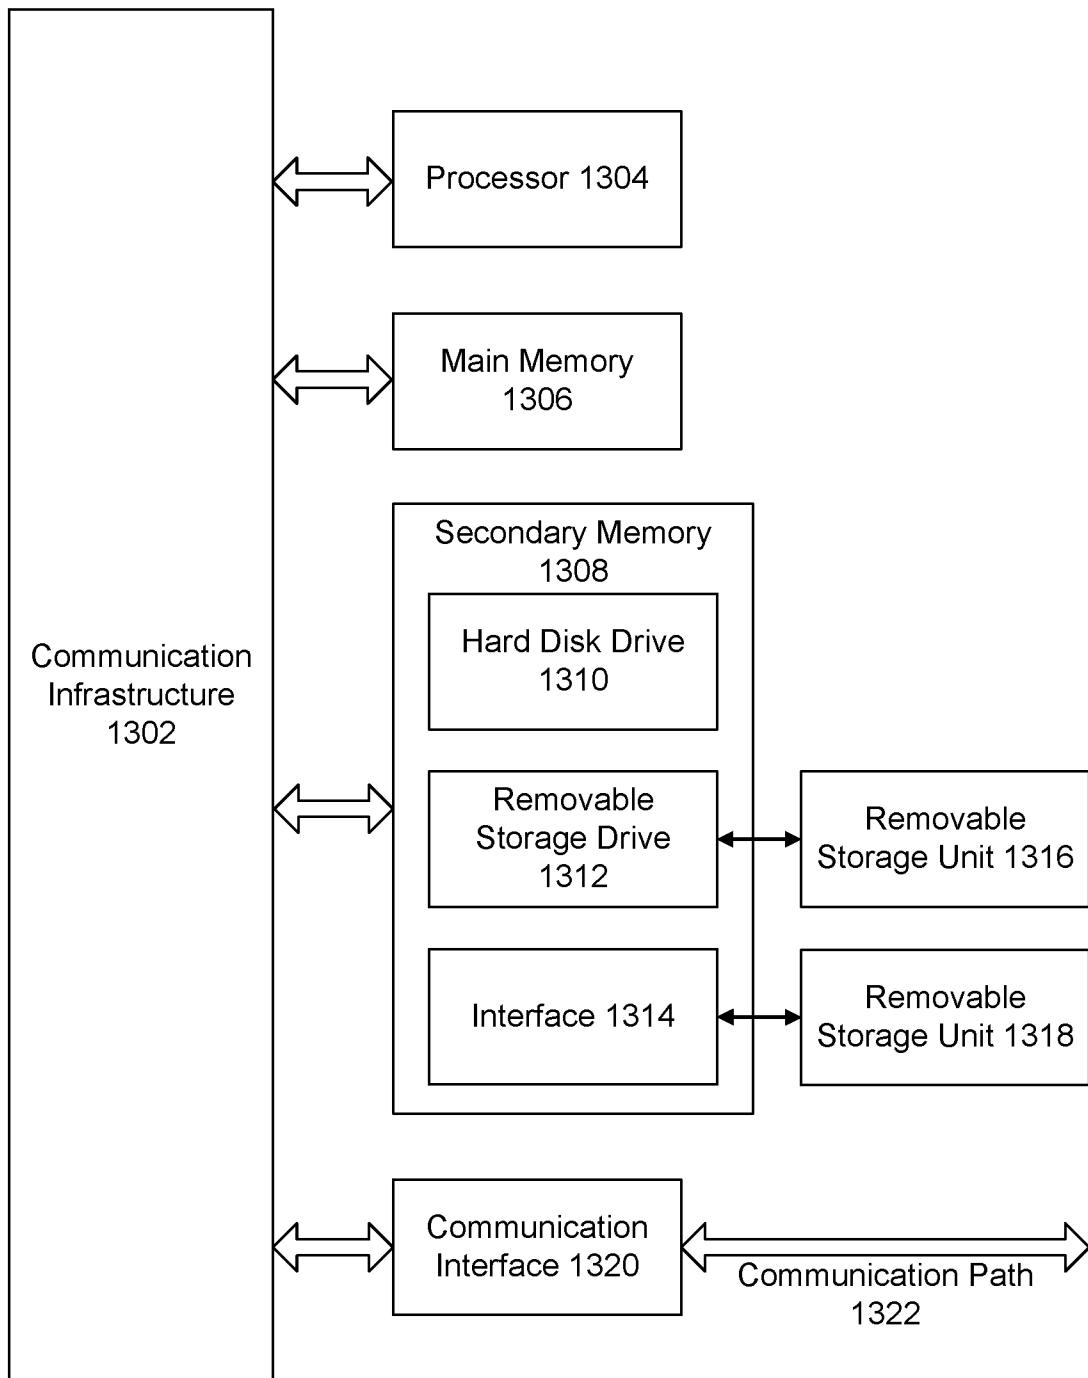 Processor 1304
Main Memory
1306
Secondary Memory
1308
Hard Disk Drive
1310
Communication
Infrastructure
1302
Removable
Storage Drive
1312
Removable
Storage Unit 1316
Interface 1314
Removable
Storage Unit 1318
Communication
Interface 1320
Communication Path
1322